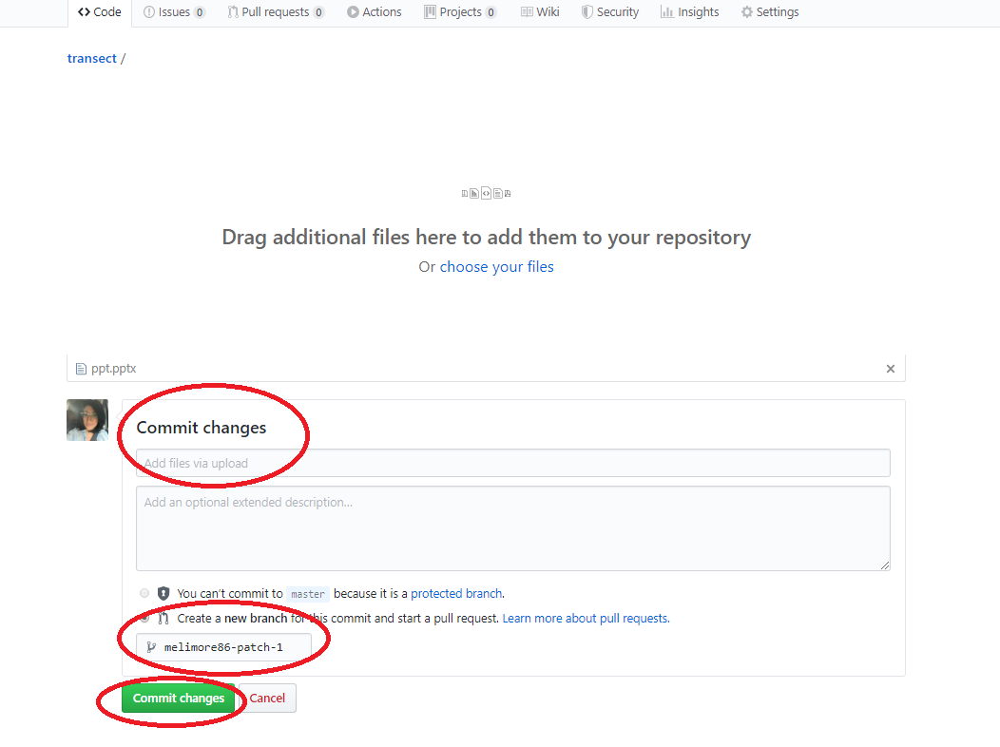 Code Issues 0 Pull requests 0 Actions Projects 0 Wiki Security Insights Settings
transect /
Drag additional files here to add them to your repository
Or choose your files
ppt.pptx
Commit changes
Add files via upload
Add an optional extended description...
You can't commit to master because it is a protected branch.
Create a new branch for this commit and start a pull request. Learn more about pull requests.
melimore86-patch-1
Commit changes Cancel